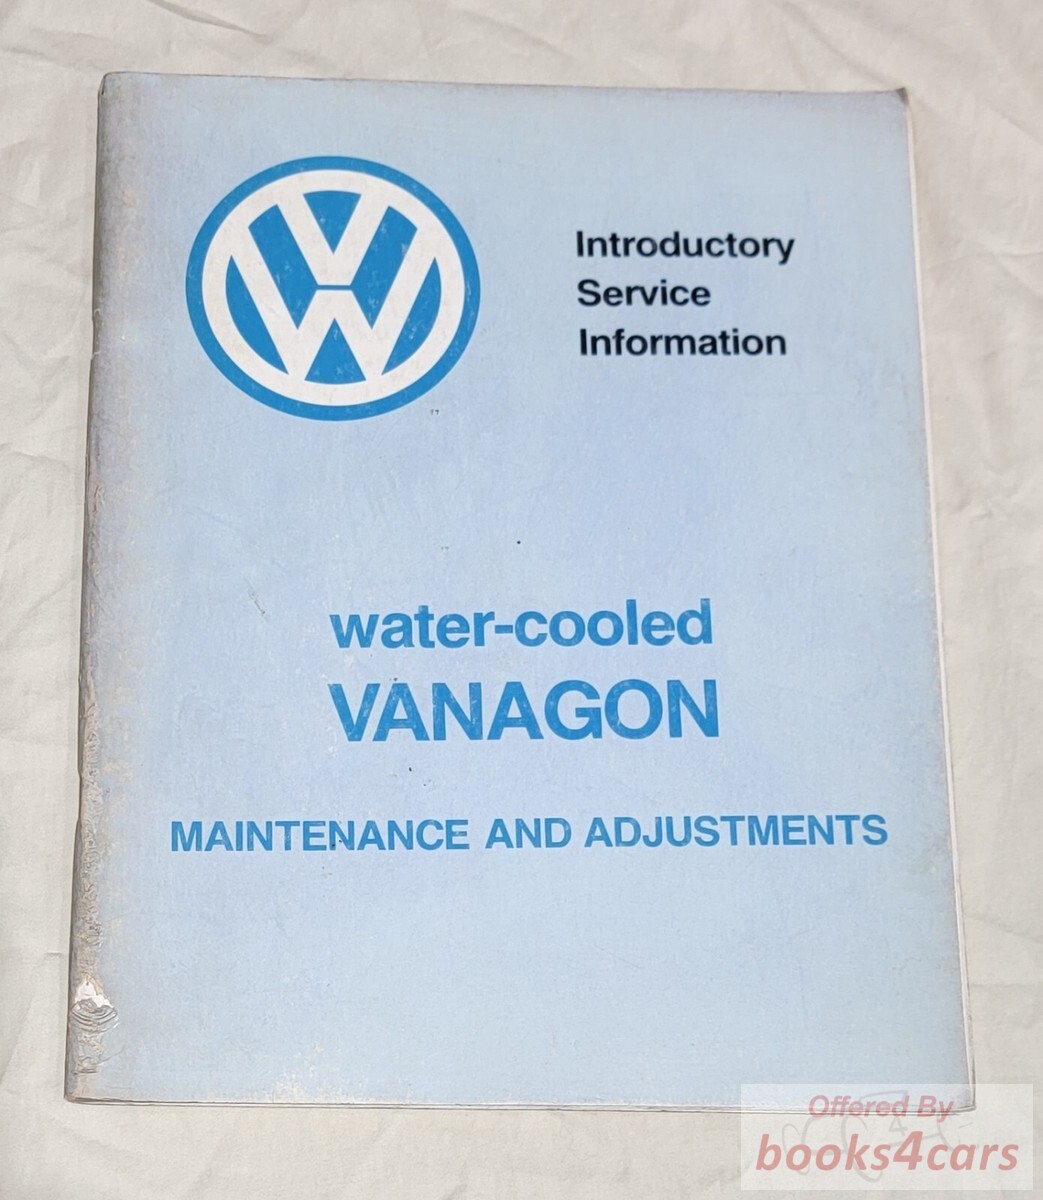 Introductory
Service
Information
water-cooled
VANAGON
MAINTENANCE AND ADJUSTMENTS
Offered By
books4cars